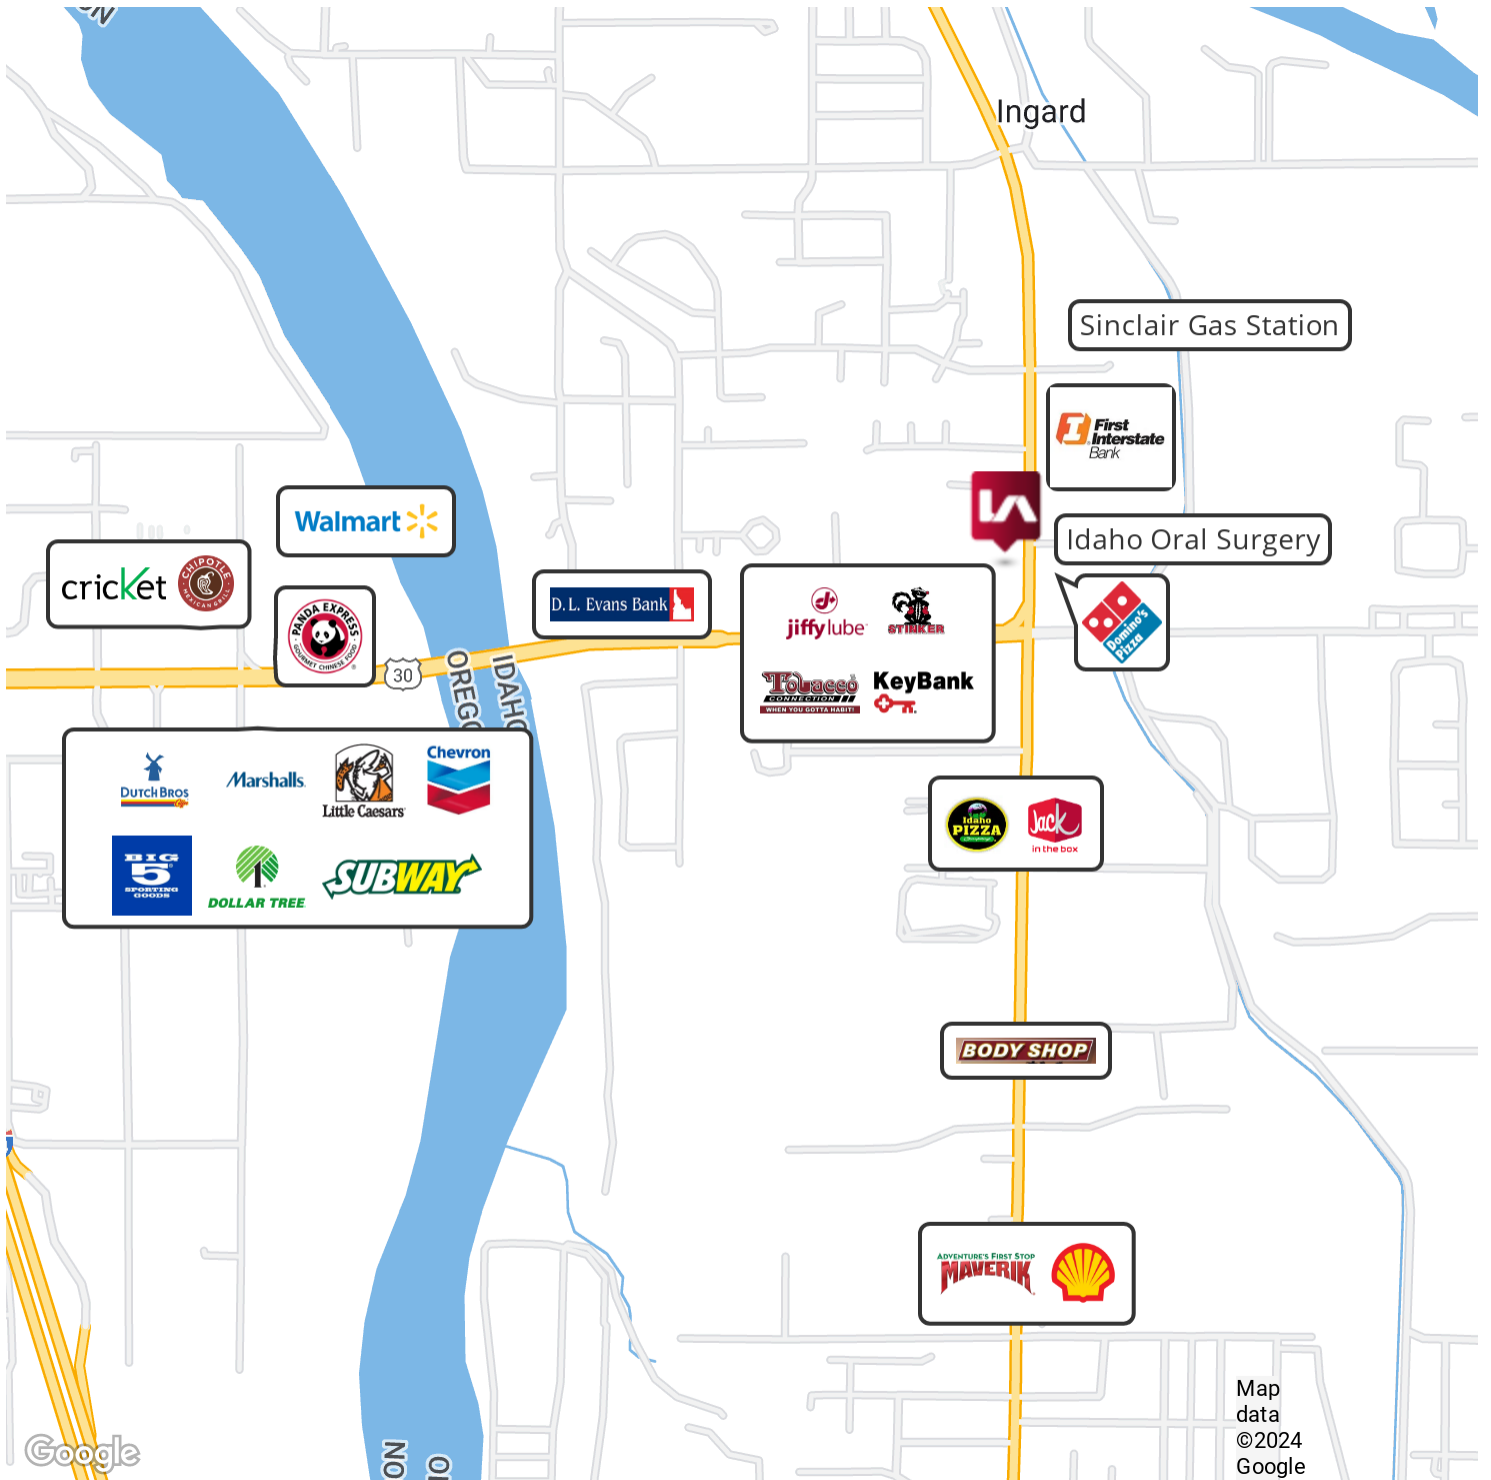 ON
Ingard
Sinclair Gas Station
First
Interstate
Bank
Walmart
Idaho Oral Surgery
cricket
CHIPOTLE
MEXICAN GRILL
PANDA EXPRESS
GOURMET CHINESE FOOD
D. L. Evans Bank
jiffy lube
STINKER
Domino's
Pizza
30
OREGO
IDAHO
Tobacco
CONNECTION
WHEN YOU GOTTA HABIT!
KeyBank
DUTCH BROS
Marshalls
Little Caesars
Chevron
BIG
5
SPORTING
GOODS
1
DOLLAR TREE
SUBWAY
Idaho
PIZZA
Jack
in the box
BODY SHOP
ADVENTURE'S FIRST STOP
MAVERIK
Map
data
©2024
Google
Google
ON
IO